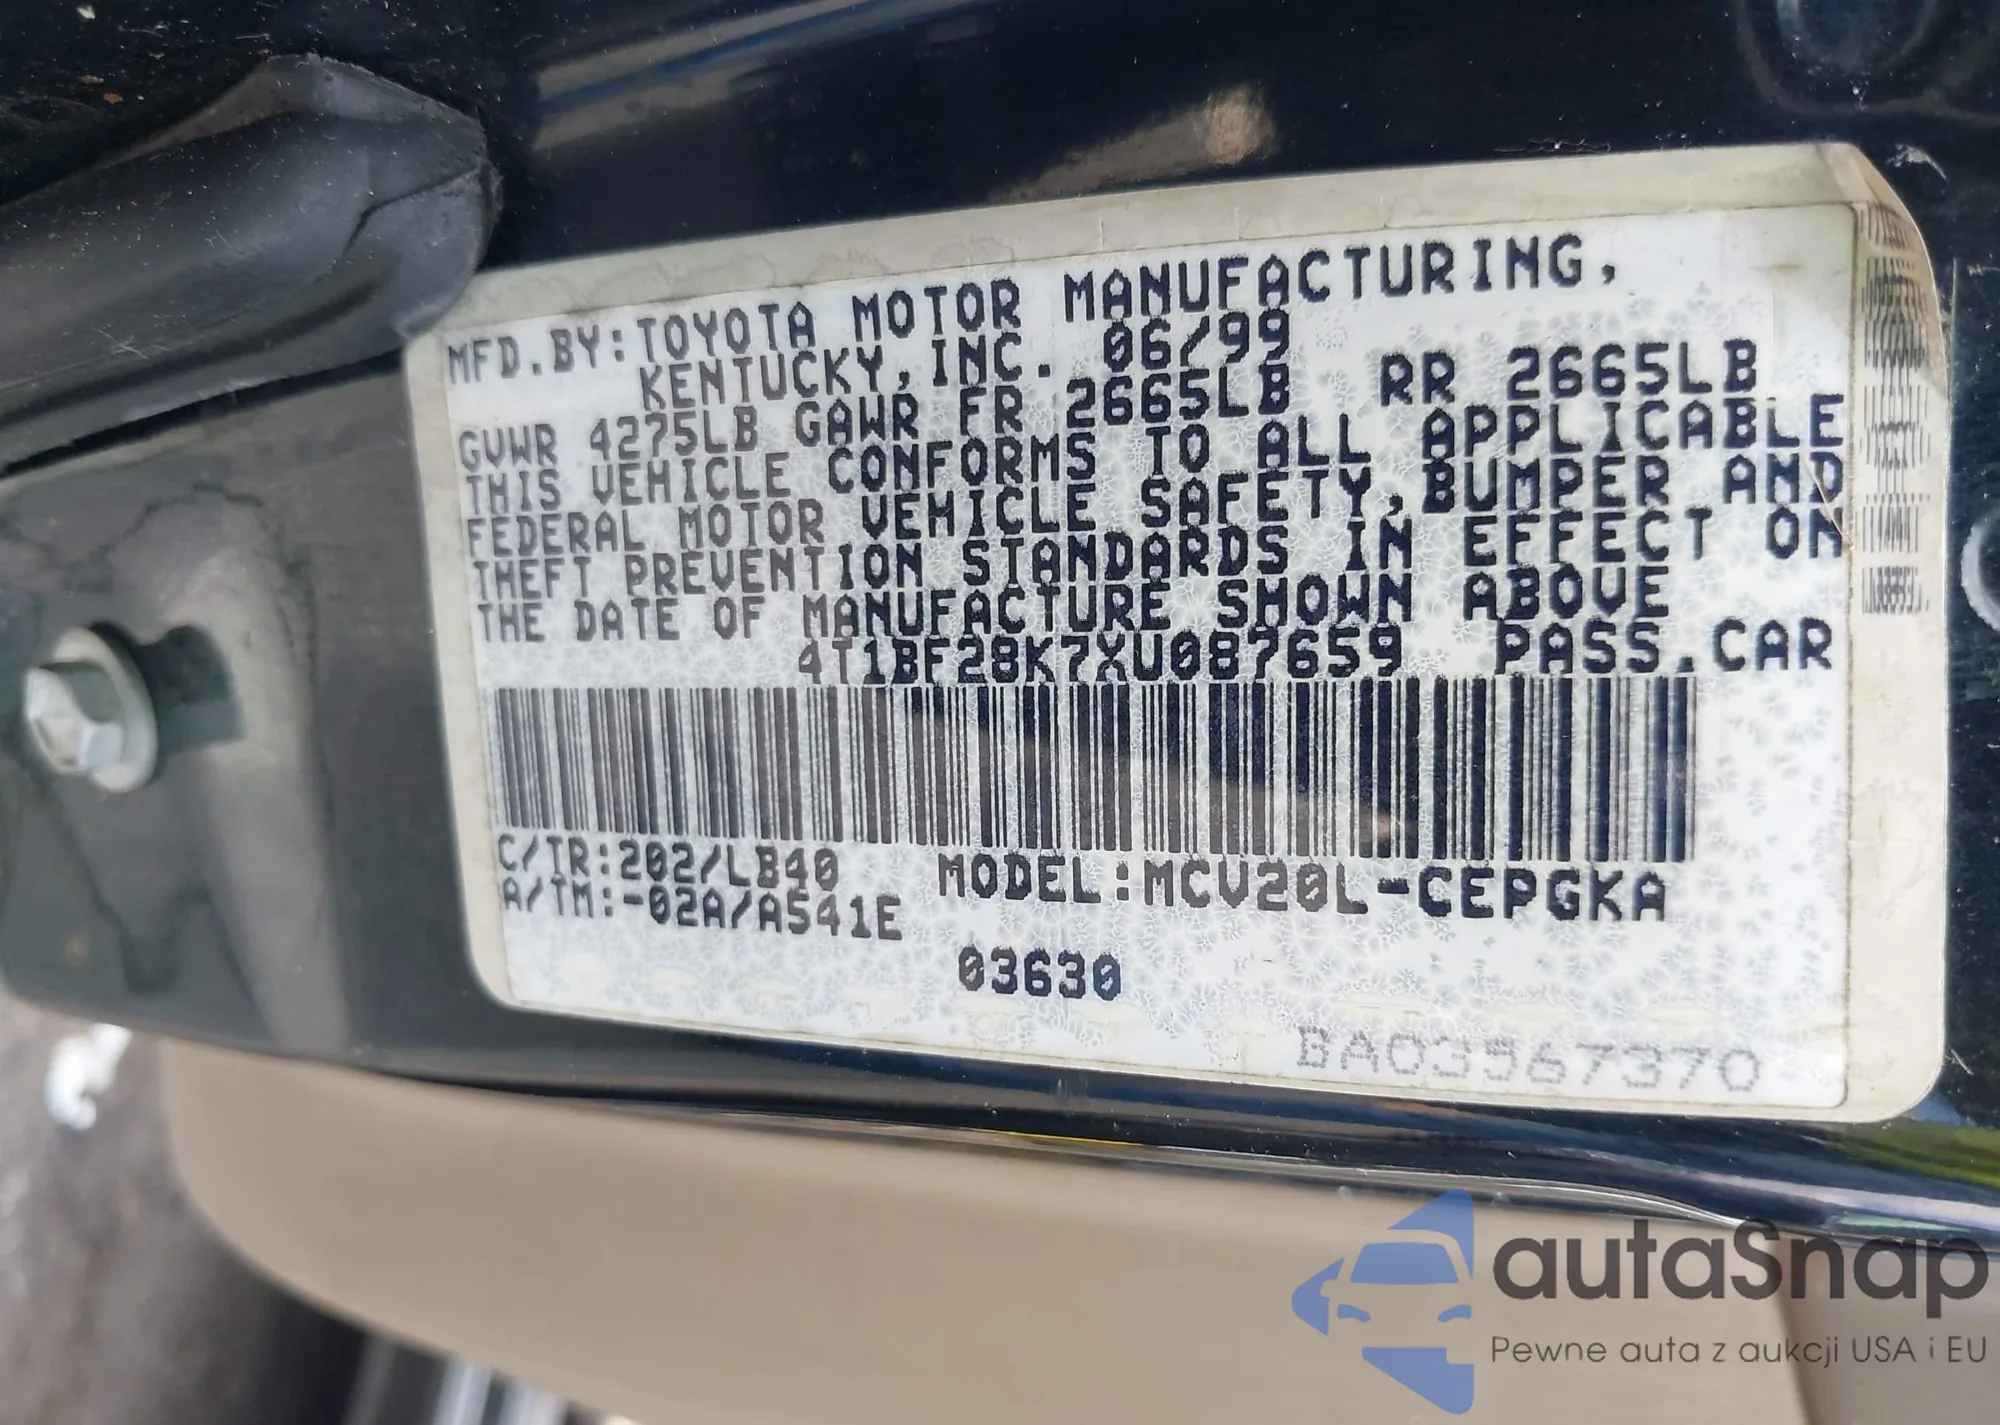 MFD.BY:TOYOTA MOTOR MANUFACTURING,
KENTUCKY,INC. 06/99
GVWR 4275LB GAWR FR 2665LB RR 2665LB
THIS VEHICLE CONFORMS TO ALL APPLICABLE
FEDERAL MOTOR VEHICLE SAFETY,BUMPER AND
THEFT PREVENTION STANDARDS IN EFFECT ON
THE DATE OF MANUFACTURE SHOWN ABOVE
4T1BF28K7XU087659 PASS.CAR
C/TR:202/LB40 MODEL:MCV20L-CEPGKA
A/TM:-02A/A541E
03630
BA03567370
autaSnap
Pewne auta z aukcji USA i EU